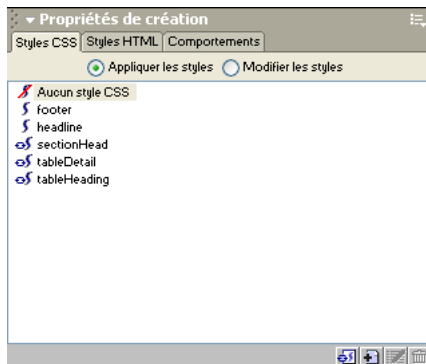 Propriétés de création
Styles CSS Styles HTML Comportements
Appliquer les styles Modifier les styles
Aucun style CSS
footer
headline
sectionHead
tableDetail
tableHeading